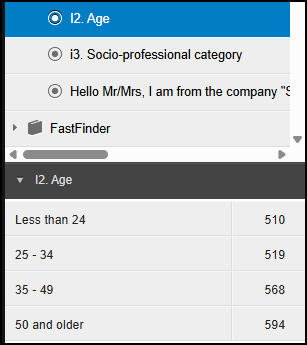 I2. Age
i3. Socio-professional category
Hello Mr/Mrs, I am from the company "S
FastFinder
I2. Age
Less than 24 510
25 - 34 519
35 - 49 568
50 and older 594